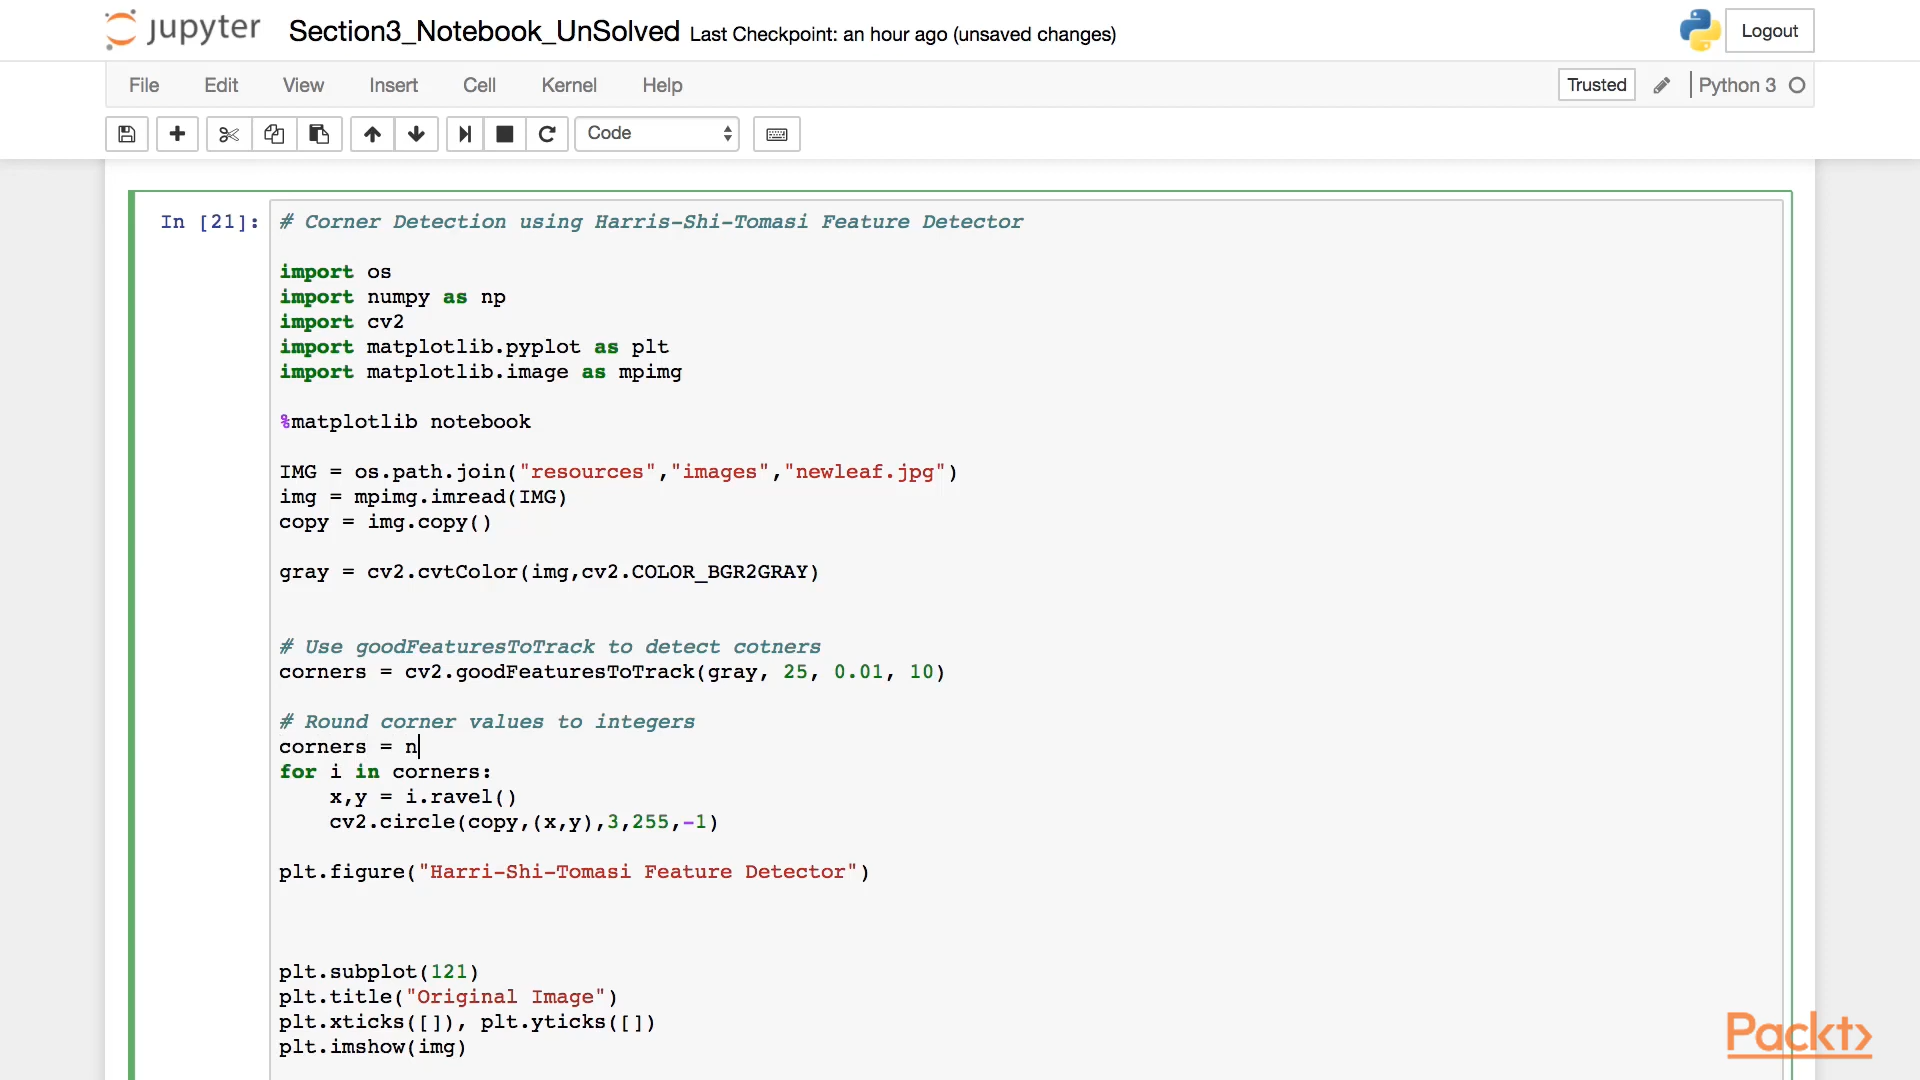 jupyter Section3_Notebook_UnSolved Last Checkpoint: an hour ago (unsaved changes) Logout
File Edit View Insert Cell Kernel Help Trusted Python 3
Code
In [21]: # Corner Detection using Harris-Shi-Tomasi Feature Detector
import os
import numpy as np
import cv2
import matplotlib.pyplot as plt
import matplotlib.image as mpimg
%matplotlib notebook
IMG = os.path.join("resources","images","newleaf.jpg")
img = mpimg.imread(IMG)
copy = img.copy()
gray = cv2.cvtColor(img,cv2.COLOR_BGR2GRAY)
# Use goodFeaturesToTrack to detect cotners
corners = cv2.goodFeaturesToTrack(gray, 25, 0.01, 10)
# Round corner values to integers
corners = n
for i in corners:
    x,y = i.ravel()
    cv2.circle(copy,(x,y),3,255,-1)
plt.figure("Harri-Shi-Tomasi Feature Detector")
plt.subplot(121)
plt.title("Original Image")
plt.xticks([]), plt.yticks([])
plt.imshow(img)
Packt>